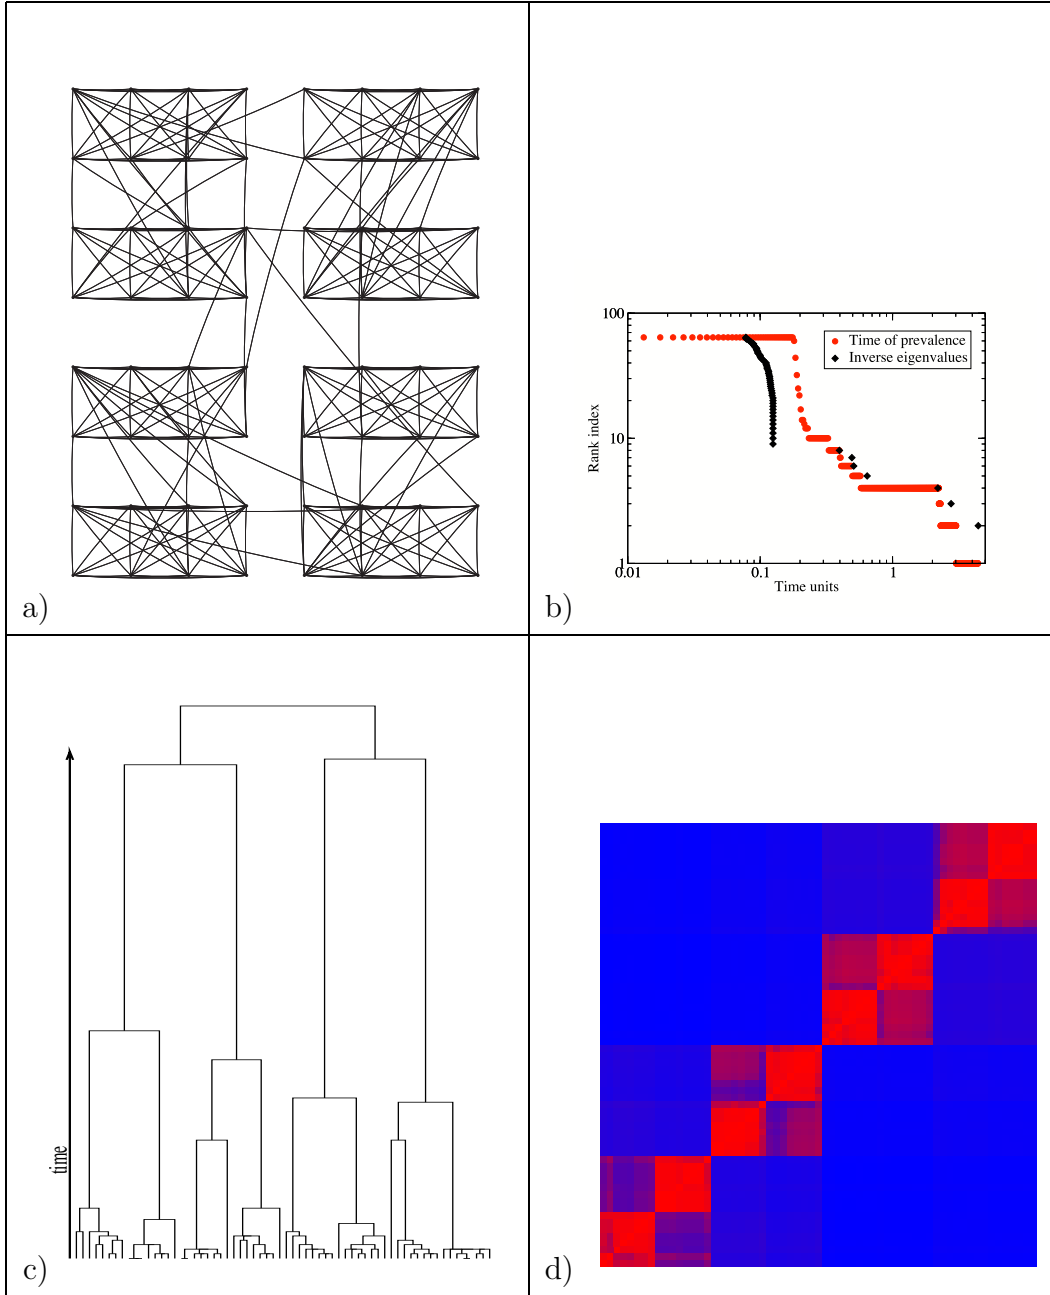 100
Time of prevalence
Inverse eigenvalues
Rank index
10
1
0.01
0.1
1
Time units
a)
b)
time
c)
d)